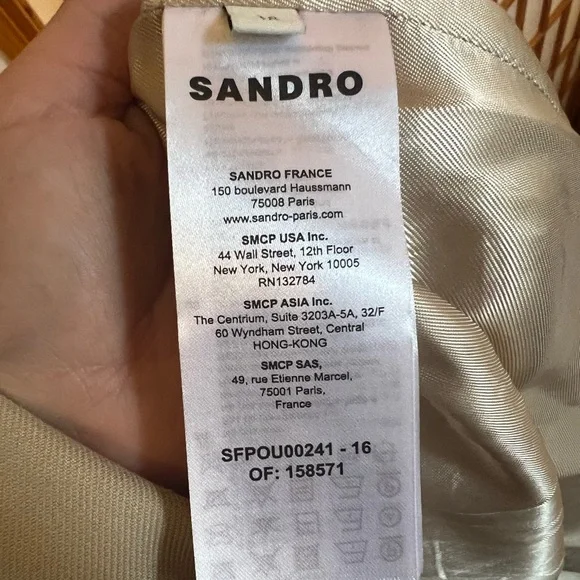 SANDRO
SANDRO FRANCE
150 boulevard Haussmann
75008 Paris
www.sandro-paris.com
SMCP USA Inc.
44 Wall Street, 12th Floor
New York, New York 10005
RN132784
SMCP ASIA Inc.
The Centrium, Suite 3203A-5A, 32/F
60 Wyndham Street, Central
HONG-KONG
SMCP SAS,
49, rue Etienne Marcel,
75001 Paris,
France
SFPOU00241 - 16
OF: 158571